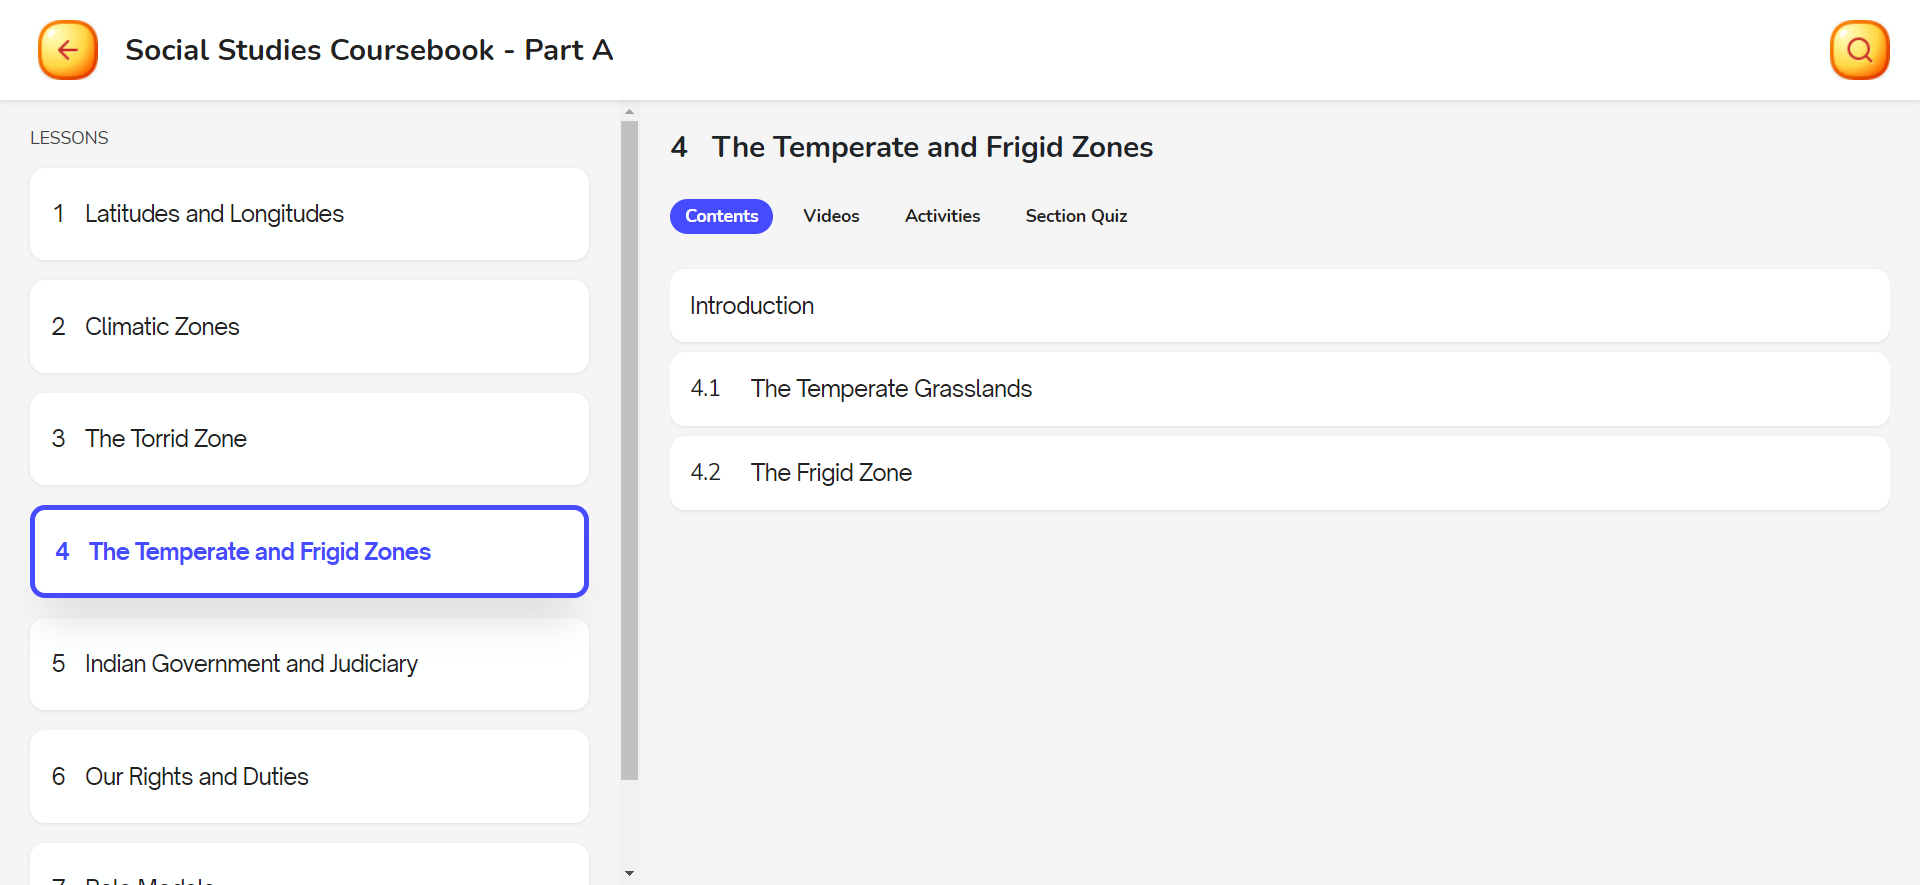 Social Studies Coursebook - Part A
LESSONS
1 Latitudes and Longitudes
2 Climatic Zones
3 The Torrid Zone
4 The Temperate and Frigid Zones
5 Indian Government and Judiciary
6 Our Rights and Duties
7 Role Models
4 The Temperate and Frigid Zones
Contents Videos Activities Section Quiz
Introduction
4.1 The Temperate Grasslands
4.2 The Frigid Zone